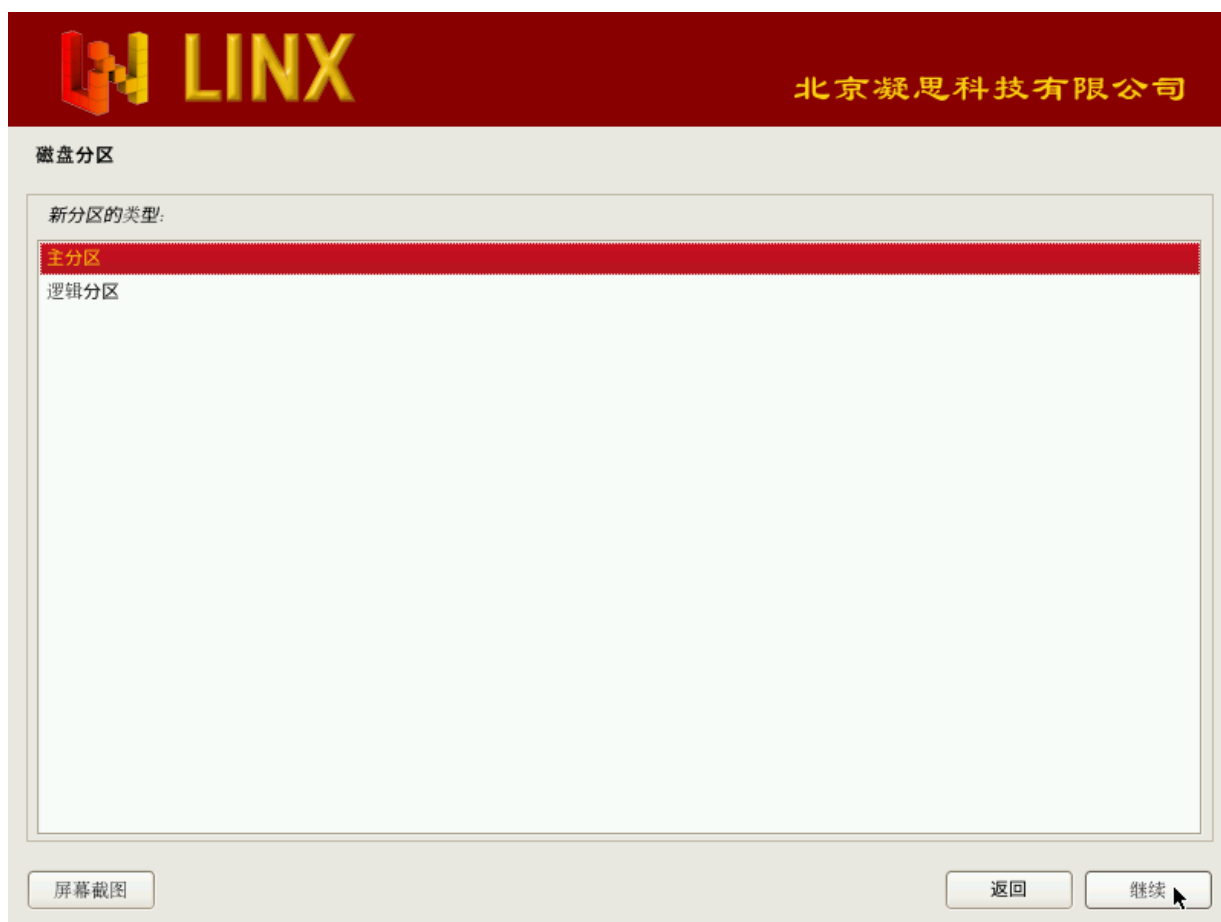 LINX
北京凝思科技有限公司
磁盘分区
新分区的类型:
主分区
逻辑分区
屏幕截图
返回
继续